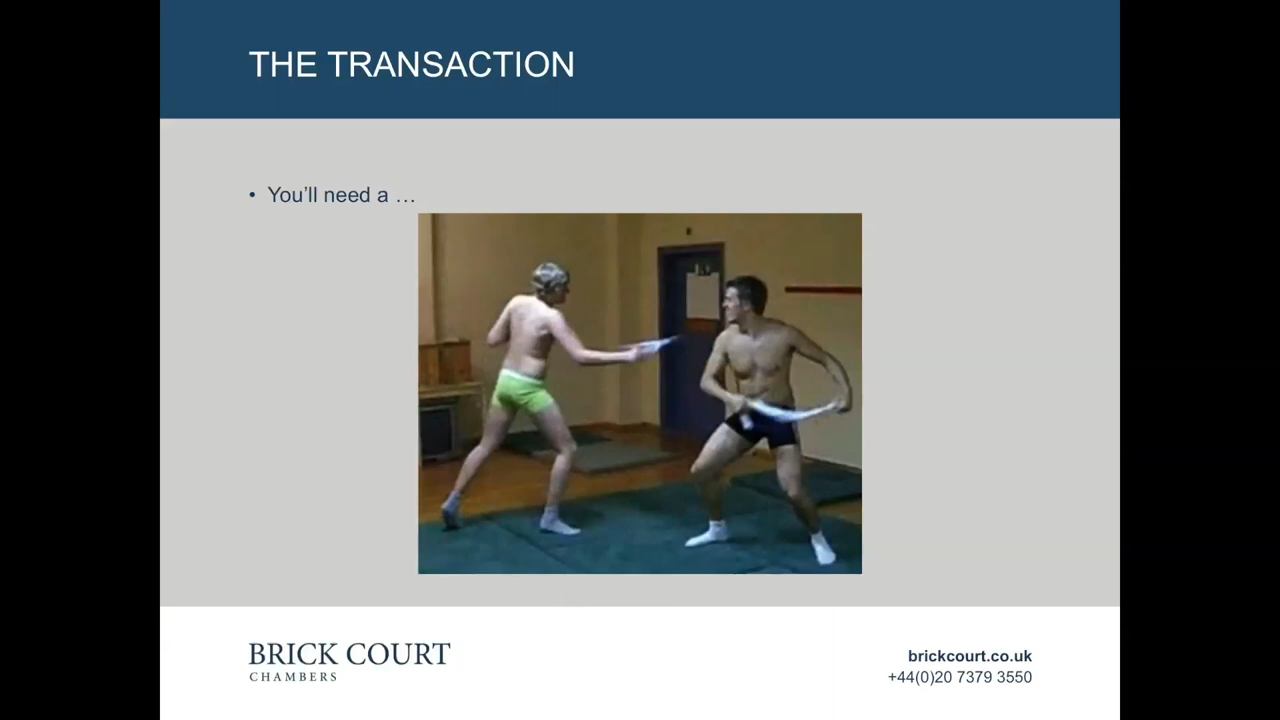 THE TRANSACTION
• You’ll need a …
BRICK COURT
CHAMBERS
brickcourt.co.uk
+44(0)20 7379 3550